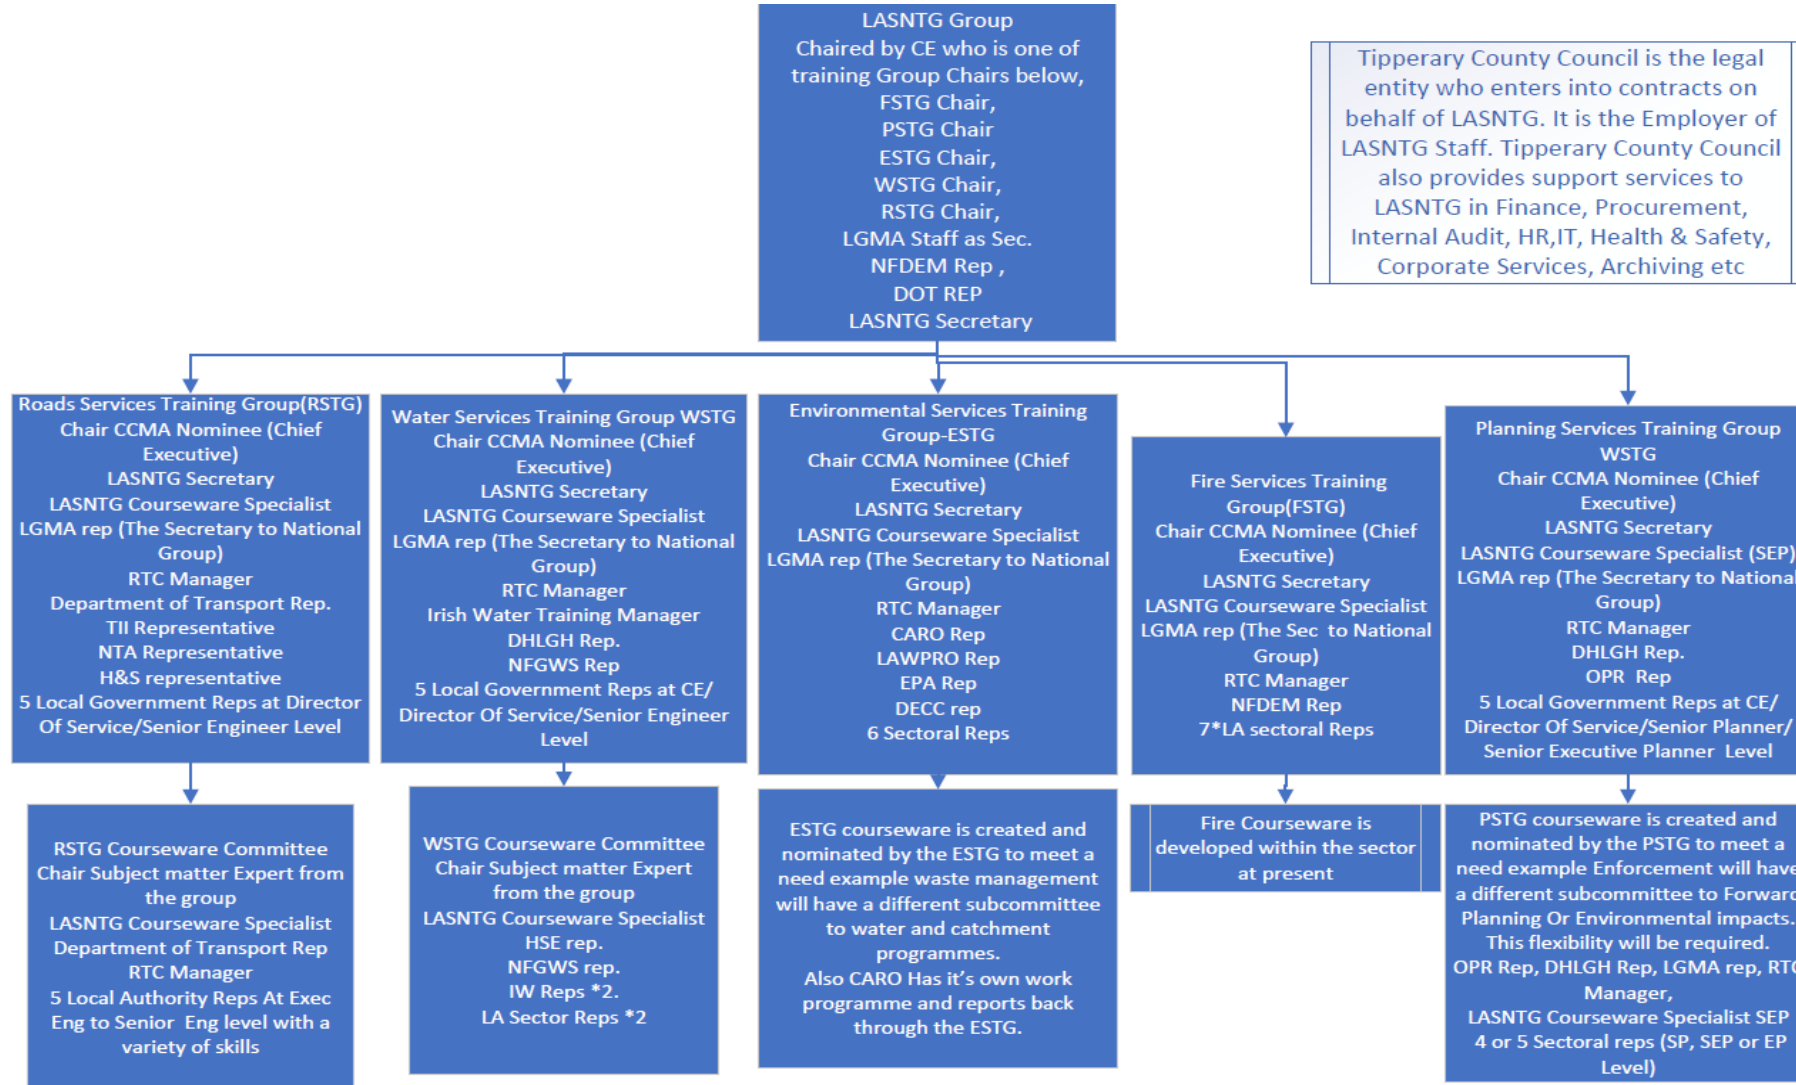 LASNTG Group
Chaired by CE who is one of
training Group Chairs below,
FSTG Chair,
PSTG Chair
ESTG Chair,
WSTG Chair,
RSTG Chair,
LGMA Staff as Sec.
NFDEM Rep ,
DOT REP
LASNTG Secretary
Tipperary County Council is the legal
entity who enters into contracts on
behalf of LASNTG. It is the Employer of
LASNTG Staff. Tipperary County Council
also provides support services to
LASNTG in Finance, Procurement,
Internal Audit, HR,IT, Health & Safety,
Corporate Services, Archiving etc
Roads Services Training Group(RSTG)
Chair CCMA Nominee (Chief
Executive)
LASNTG Secretary
LASNTG Courseware Specialist
LGMA rep (The Secretary to National
Group)
RTC Manager
Department of Transport Rep.
TII Representative
NTA Representative
H&S representative
5 Local Government Reps at Director
Of Service/Senior Engineer Level
Water Services Training Group WSTG
Chair CCMA Nominee (Chief
Executive)
LASNTG Secretary
LASNTG Courseware Specialist
LGMA rep (The Secretary to National
Group)
RTC Manager
Irish Water Training Manager
DHLGH Rep.
NFGWS Rep
5 Local Government Reps at CE/
Director Of Service/Senior Engineer
Level
Environmental Services Training
Group-ESTG
Chair CCMA Nominee (Chief
Executive)
LASNTG Secretary
LASNTG Courseware Specialist
LGMA rep (The Secretary to National
Group)
RTC Manager
CARO Rep
LAWPRO Rep
EPA Rep
DECC rep
6 Sectoral Reps
Fire Services Training
Group(FSTG)
Chair CCMA Nominee (Chief
Executive)
LASNTG Secretary
LASNTG Courseware Specialist
LGMA rep (The Sec to National
Group)
RTC Manager
NFDEM Rep
7*LA sectoral Reps
Planning Services Training Group
WSTG
Chair CCMA Nominee (Chief
Executive)
LASNTG Secretary
LASNTG Courseware Specialist (SEP)
LGMA rep (The Secretary to National
Group)
RTC Manager
DHLGH Rep.
OPR Rep
5 Local Government Reps at CE/
Director Of Service/Senior Planner/
Senior Executive Planner Level
RSTG Courseware Committee
Chair Subject matter Expert from
the group
LASNTG Courseware Specialist
Department of Transport Rep
RTC Manager
5 Local Authority Reps At Exec
Eng to Senior Eng level with a
variety of skills
WSTG Courseware Committee
Chair Subject matter Expert
from the group
LASNTG Courseware Specialist
HSE rep.
NFGWS rep.
IW Reps *2.
LA Sector Reps *2
ESTG courseware is created and
nominated by the ESTG to meet a
need example waste management
will have a different subcommittee
to water and catchment
programmes.
Also CARO Has it's own work
programme and reports back
through the ESTG.
Fire Courseware is
developed within the sector
at present
PSTG courseware is created and
nominated by the PSTG to meet a
need example Enforcement will have
a different subcommittee to Forward
Planning Or Environmental impacts.
This flexibility will be required.
OPR Rep, DHLGH Rep, LGMA rep, RTC
Manager,
LASNTG Courseware Specialist SEP
4 or 5 Sectoral reps (SP, SEP or EP
Level)